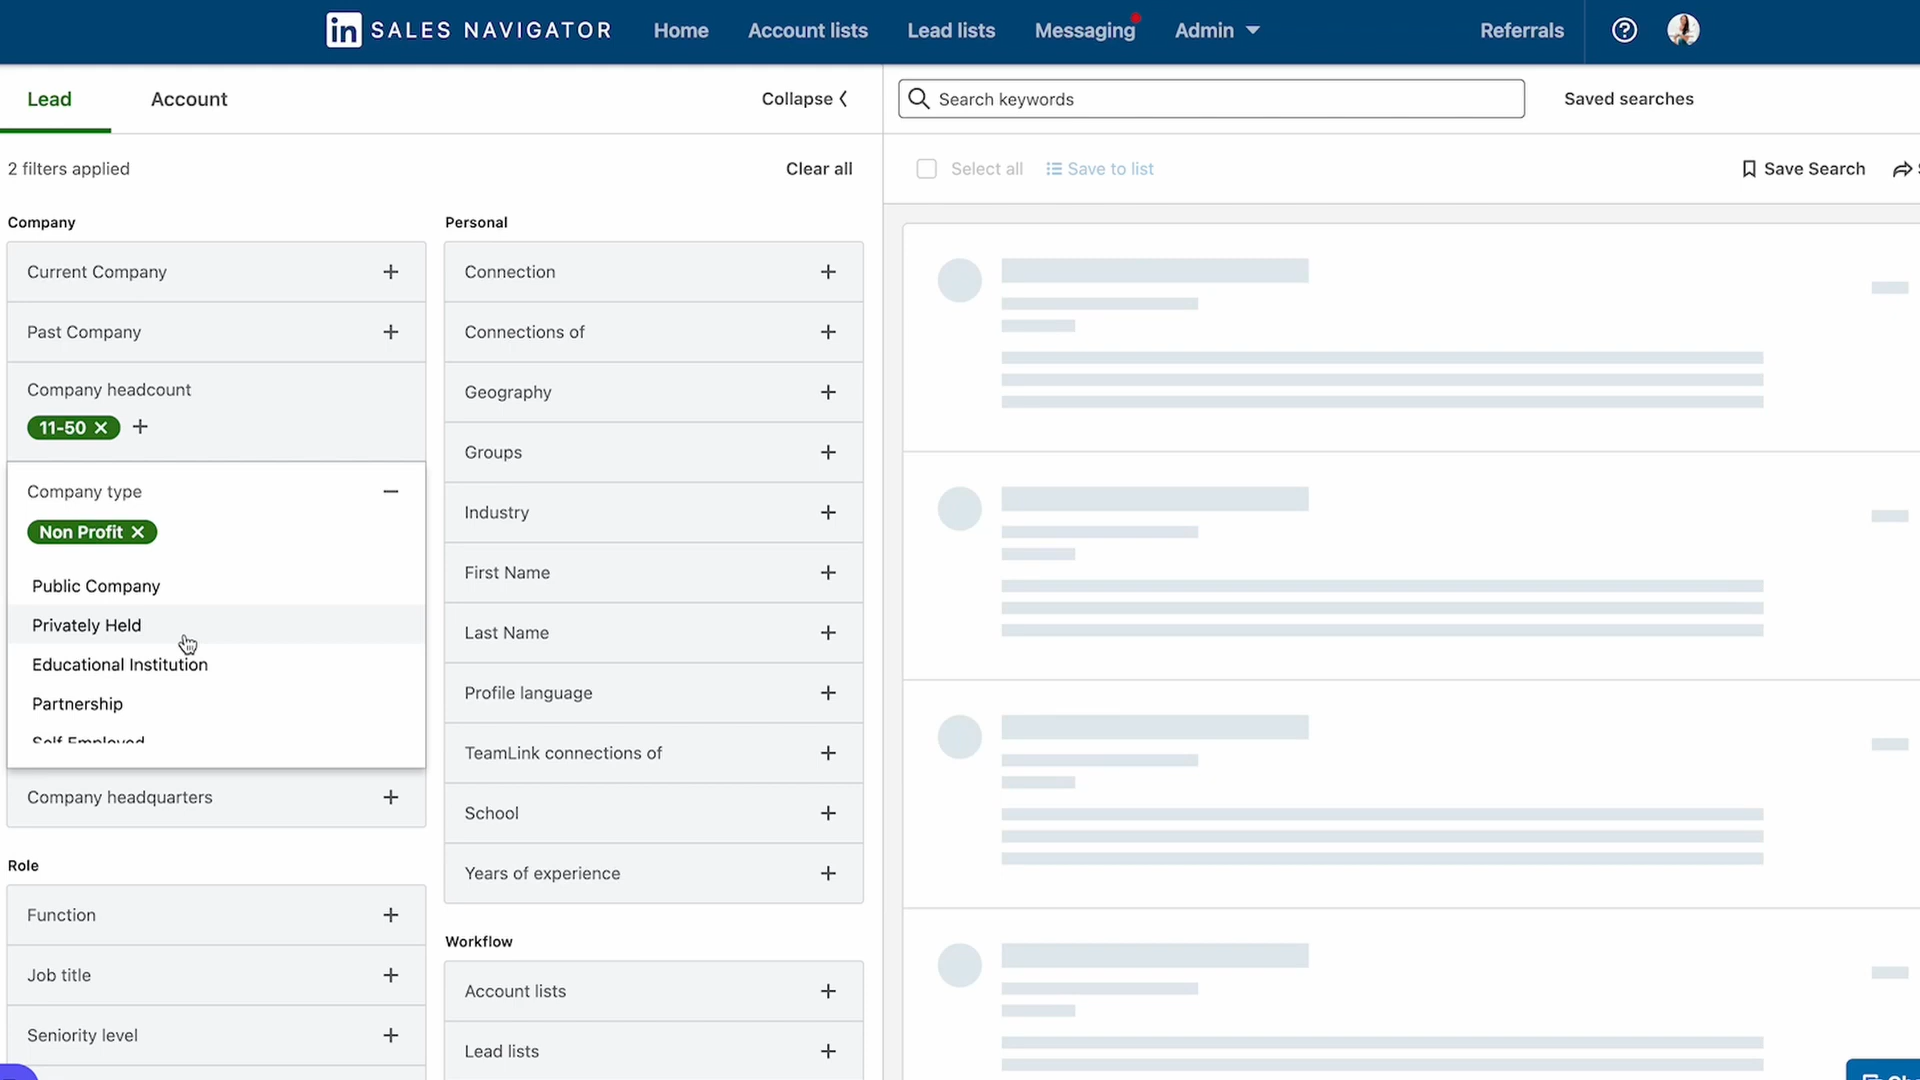 in SALES NAVIGATOR
Home
Account lists
Lead lists
Messaging
Admin
Referrals
Lead
Account
Collapse
Search keywords
Saved searches
2 filters applied
Clear all
Select all
Save to list
Save Search
Company
Current Company
Past Company
Company headcount
11-50
Company type
Non Profit
Public Company
Privately Held
Educational Institution
Partnership
Self Employed
Company headquarters
Role
Function
Job title
Seniority level
Personal
Connection
Connections of
Geography
Groups
Industry
First Name
Last Name
Profile language
TeamLink connections of
School
Years of experience
Workflow
Account lists
Lead lists